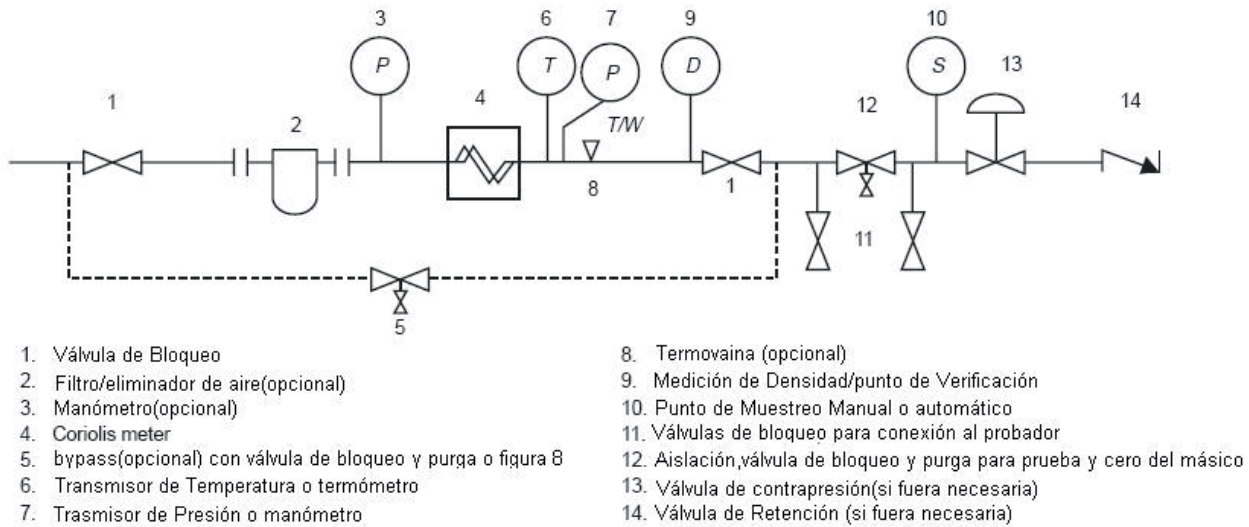 3
6
7
9
10
13
P
T
P
D
S
1
2
4
T/W
12
14
8
1
11
5
1. Válvula de Bloqueo
2. Filtro/eliminador de aire(opcional)
3. Manómetro(opcional)
4. Coriolis meter
5. bypass(opcional) con válvula de bloqueo y purga o figura 8
6. Transmisor de Temperatura o termómetro
7. Trasmisor de Presión o manómetro
8. Termovaina (opcional)
9. Medición de Densidad/punto de Verificación
10. Punto de Muestreo Manual o automático
11. Válvulas de bloqueo para conexión al probador
12. Aislación,válvula de bloqueo y purga para prueba y cero del másico
13. Válvula de contrapresión(si fuera necesaria)
14. Válvula de Retención (si fuera necesaria)